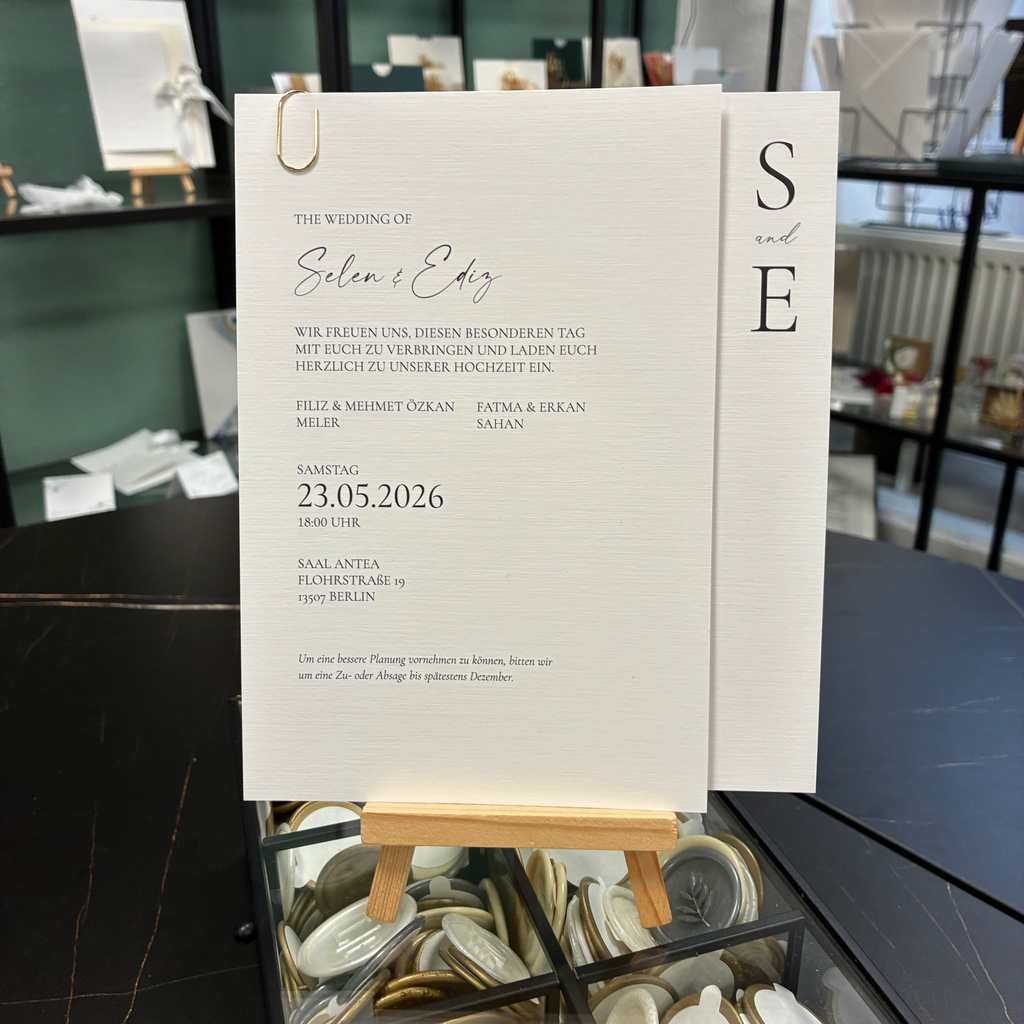 THE WEDDING OF
Selen & Ediz
WIR FREUEN UNS, DIESEN BESONDEREN TAG
MIT EUCH ZU VERBRINGEN UND LADEN EUCH
HERZLICH ZU UNSERER HOCHZEIT EIN.
FILIZ & MEHMET ÖZKAN
MELER
FATMA & ERKAN
SAHAN
SAMSTAG
23.05.2026
18:00 UHR
SAAL ANTEA
FLOHRSTRAßE 19
13507 BERLIN
Um eine bessere Planung vornehmen zu können, bitten wir
um eine Zu- oder Absage bis spätestens Dezember.
S
and
E